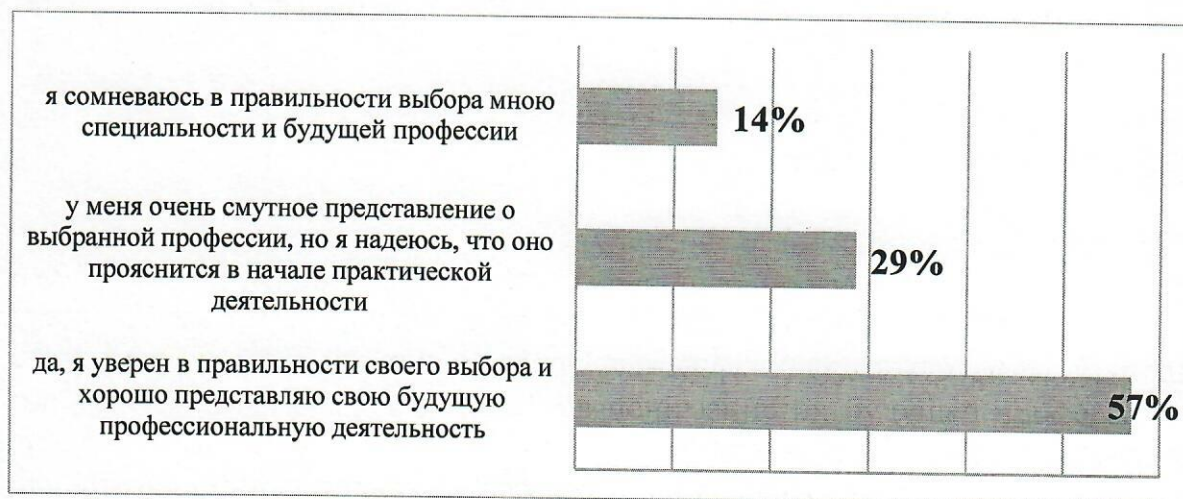 я сомневаюсь в правильности выбора мною
специальности и будущей профессии
14%
у меня очень смутное представление о
выбранной профессии, но я надеюсь, что оно
прояснится в начале практической
деятельности
29%
да, я уверен в правильности своего выбора и
хорошо представляю свою будущую
профессиональную деятельность
57%